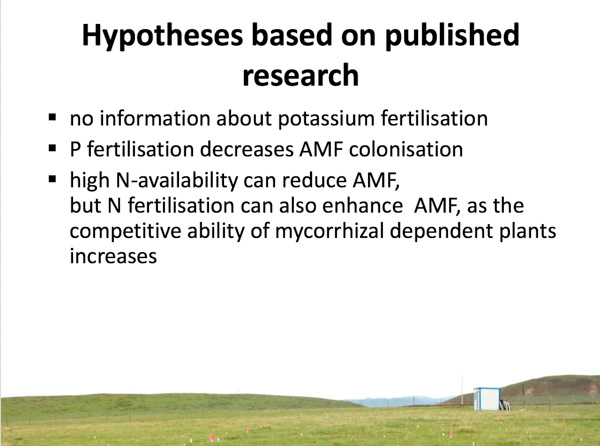 Hypotheses based on published
research
▪ no information about potassium fertilisation
▪ P fertilisation decreases AMF colonisation
▪ high N-availability can reduce AMF,
but N fertilisation can also enhance  AMF, as the
competitive ability of mycorrhizal dependent plants
increases